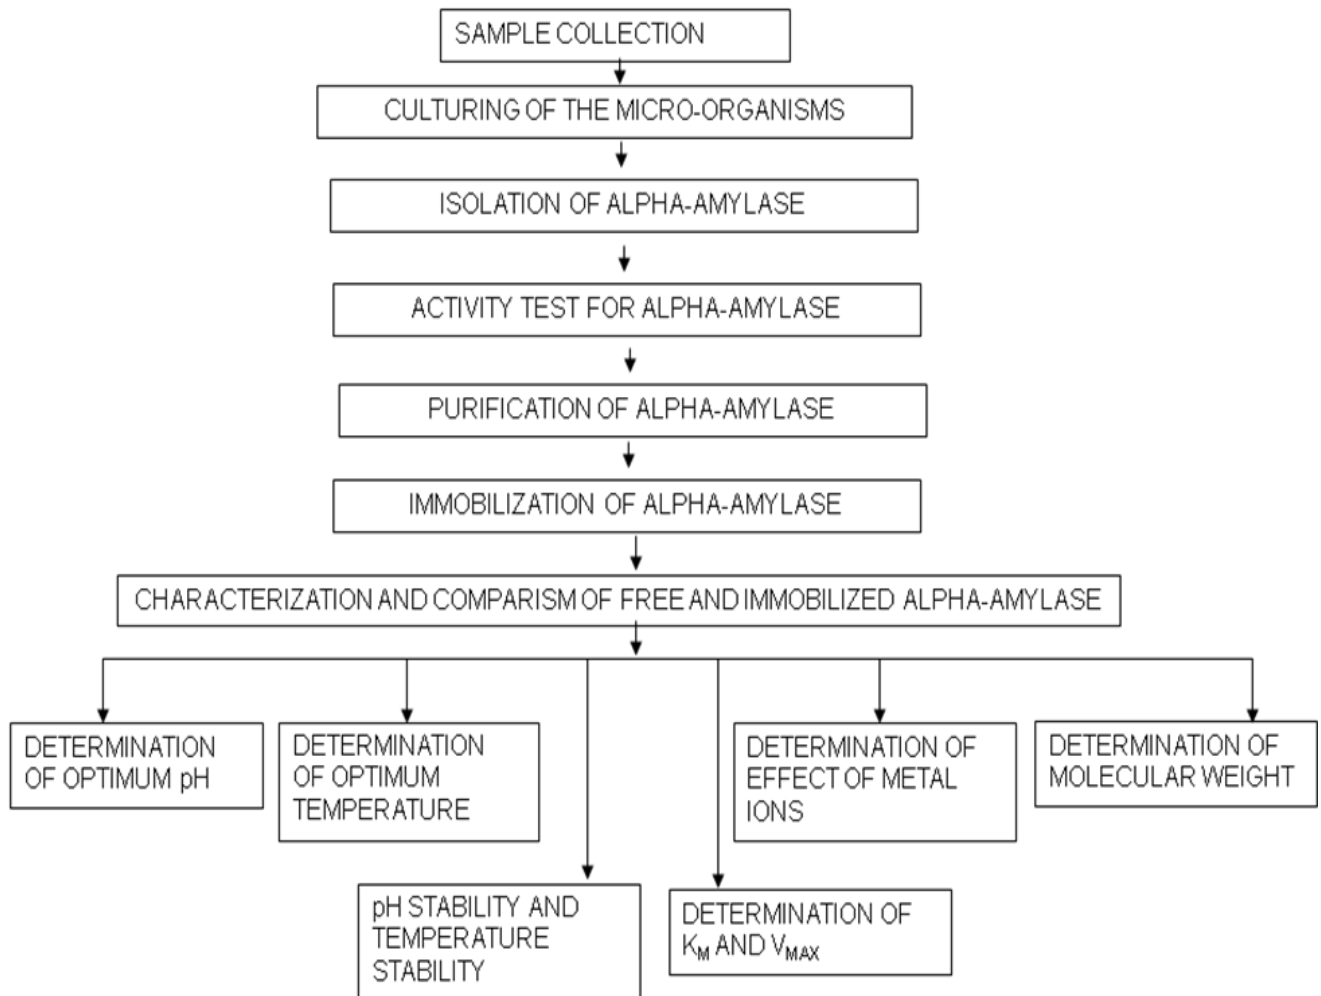 SAMPLE COLLECTION
CULTURING OF THE MICRO-ORGANISMS
ISOLATION OF ALPHA-AMYLASE
ACTIVITY TEST FOR ALPHA-AMYLASE
PURIFICATION OF ALPHA-AMYLASE
IMMOBILIZATION OF ALPHA-AMYLASE
CHARACTERIZATION AND COMPARISM OF FREE AND IMMOBILIZED ALPHA-AMYLASE
DETERMINATION
OF OPTIMUM pH
DETERMINATION
OF OPTIMUM
TEMPERATURE
DETERMINATION OF
EFFECT OF METAL
IONS
DETERMINATION OF
MOLECULAR WEIGHT
pH STABILITY AND
TEMPERATURE
STABILITY
DETERMINATION OF
KM AND VMAX